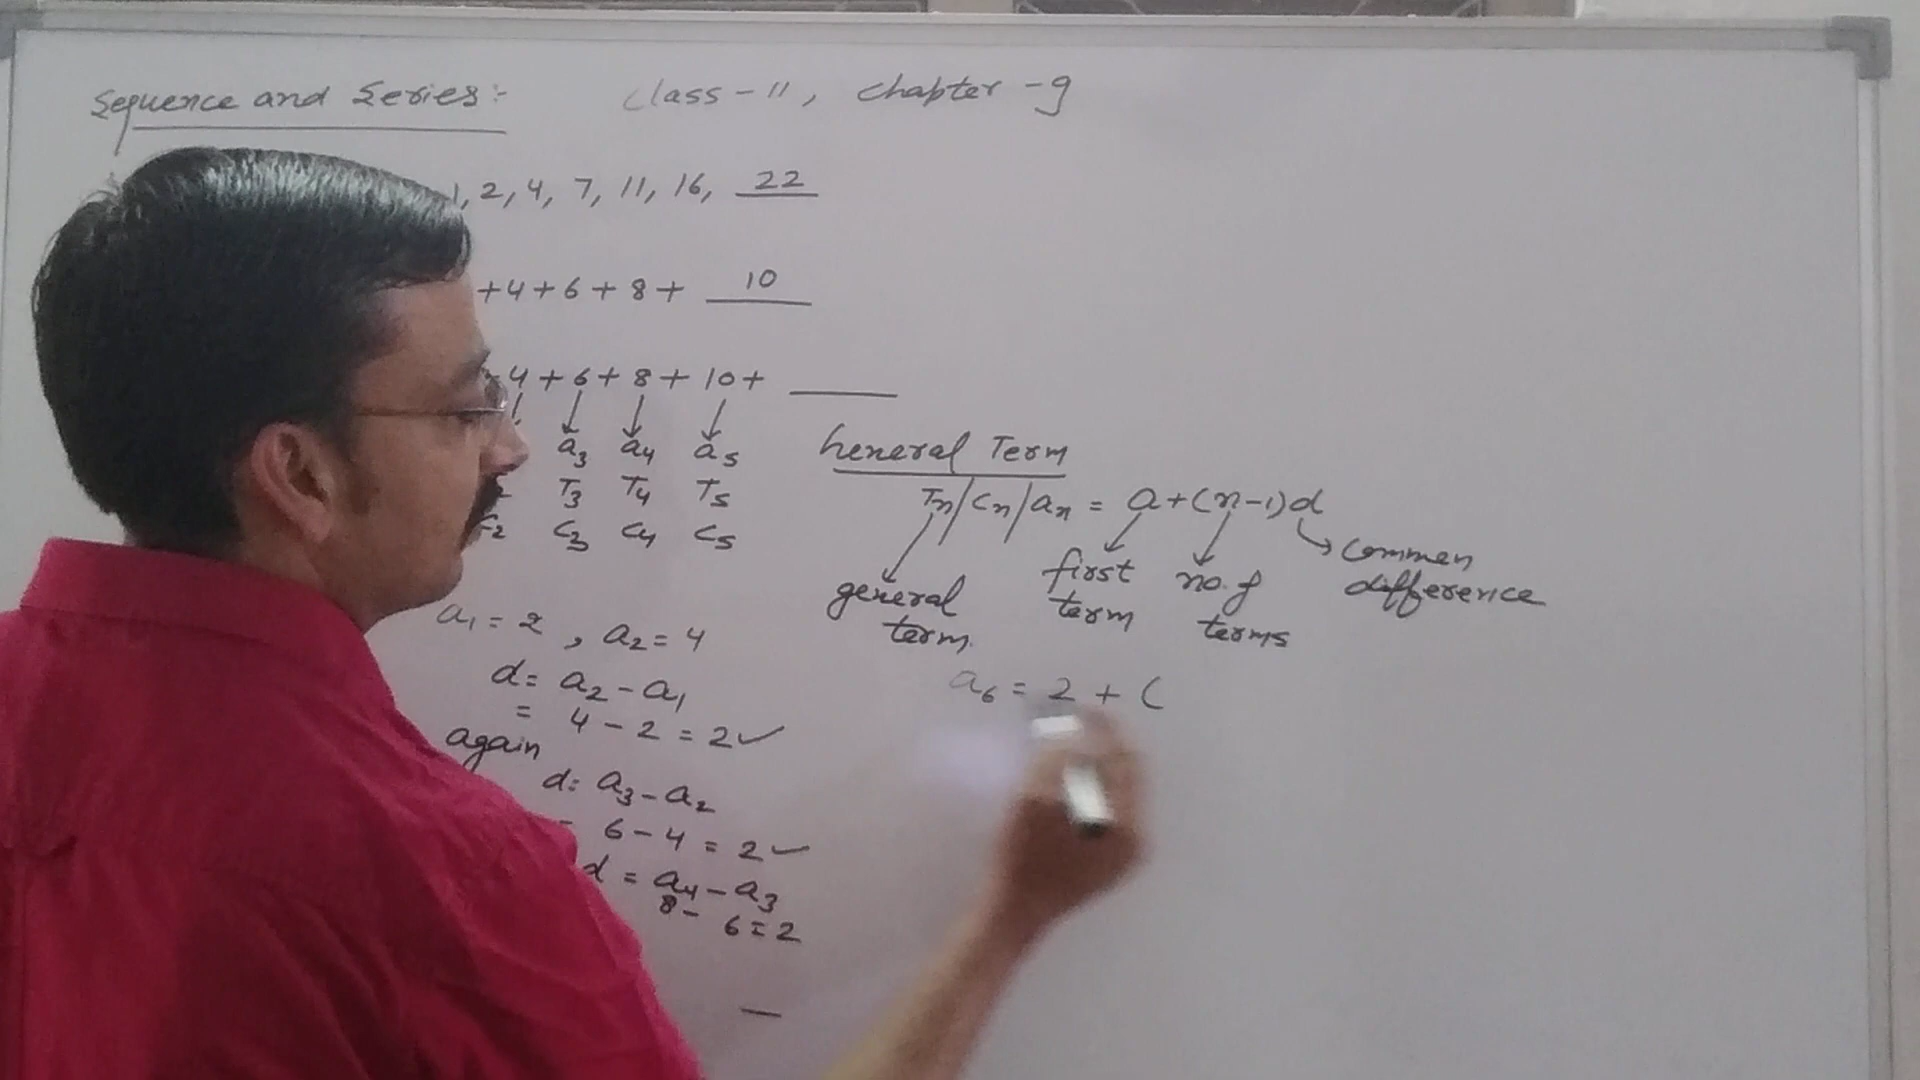 Sequence and Series:- Class - 11, Chapter - 9
1, 2, 4, 7, 11, 16, 22
+4+6+8+ 10
4+6+8+10+
a3 a4 a5
T3 T4 T5
c3 c4 c5
General Term
Tn/Cn/an = a+(n-1)d
general term
first term
no. of terms
Commen difference
a1 = 2, a2 = 4
d = a2 - a1
= 4 - 2 = 2 ✓
again
d = a3 - a2
6 - 4 = 2 ✓
d = a4 - a3
8 - 6 = 2
a6 = 2 + (